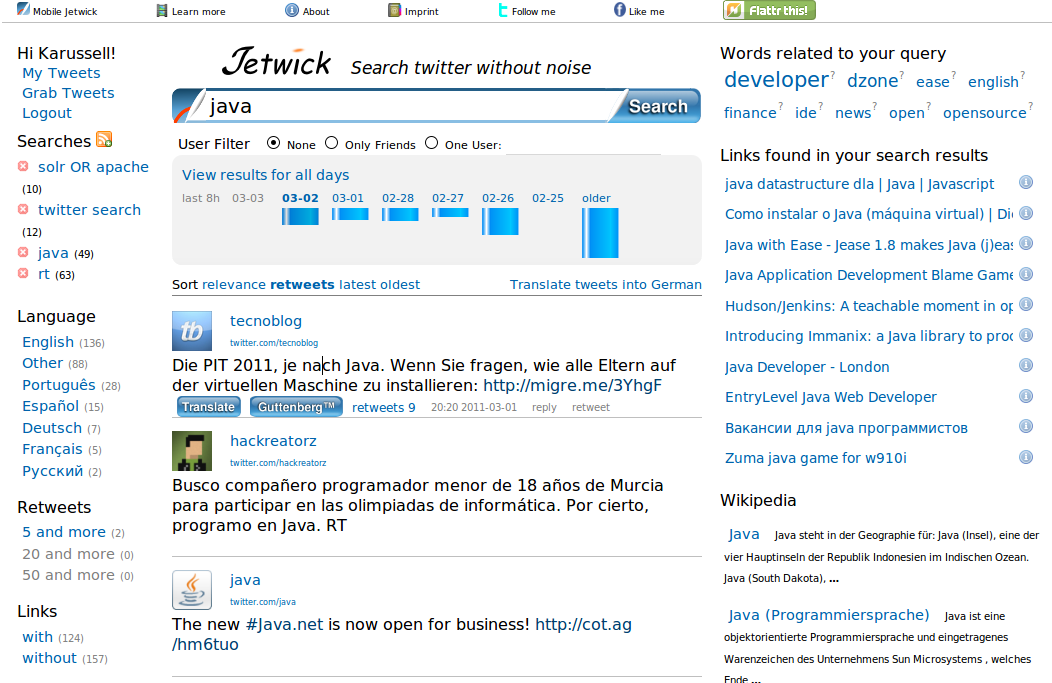 Mobile Jetwick
Learn more
About
Imprint
Follow me
Like me
Flattr this!
Hi Karussell!
My Tweets
Grab Tweets
Logout
Searches
solr OR apache
(10)
twitter search
(12)
java (49)
rt (63)
Language
English (136)
Other (88)
Português (28)
Español (15)
Deutsch (7)
Français (5)
Русский (2)
Retweets
5 and more (2)
20 and more (0)
50 and more (0)
Links
with (124)
without (157)
Jetwick Search twitter without noise
java Search
User Filter None Only Friends One User:
View results for all days
last 8h 03-03 03-02 03-01 02-28 02-27 02-26 02-25 older
Sort relevance retweets latest oldest Translate tweets into German
tb
tecnoblog
twitter.com/tecnoblog
Die PIT 2011, je nach Java. Wenn Sie fragen, wie alle Eltern auf
der virtuellen Maschine zu installieren: http://migre.me/3YhgF
Translate Guttenberg™ retweets 9 20:20 2011-03-01 reply retweet
hackreatorz
twitter.com/hackreatorz
Busco compañero programador menor de 18 años de Murcia
para participar en las olimpiadas de informática. Por cierto,
programo en Java. RT
java
twitter.com/java
The new #Java.net is now open for business! http://cot.ag
/hm6tuo
Words related to your query
developer? dzone? ease? english?
finance? ide? news? open? opensource?
Links found in your search results
java datastructure dla | Java | Javascript
Como instalar o Java (máquina virtual) | Di
Java with Ease - Jease 1.8 makes Java (j)eas
Java Application Development Blame Game
Hudson/Jenkins: A teachable moment in op
Introducing Immanix: a Java library to proc
Java Developer - London
EntryLevel Java Web Developer
Вакансии для java программистов
Zuma java game for w910i
Wikipedia
Java Java steht in der Geographie für: Java (Insel), eine der
vier Hauptinseln der Republik Indonesien im Indischen Ozean.
Java (South Dakota), ...
Java (Programmiersprache) Java ist eine
objektorientierte Programmiersprache und eingetragenes
Warenzeichen des Unternehmens Sun Microsystems , welches
Ende ...